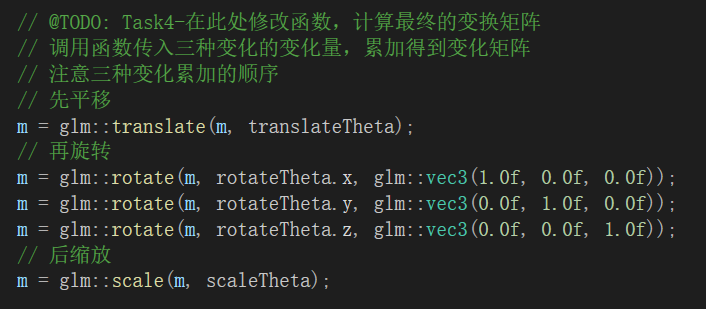 // @TODO: Task4-在此处修改函数，计算最终的变换矩阵
// 调用函数传入三种变化的变化量，累加得到变化矩阵
// 注意三种变化累加的顺序
// 先平移
m = glm::translate(m, translateTheta);
// 再旋转
m = glm::rotate(m, rotateTheta.x, glm::vec3(1.0f, 0.0f, 0.0f));
m = glm::rotate(m, rotateTheta.y, glm::vec3(0.0f, 1.0f, 0.0f));
m = glm::rotate(m, rotateTheta.z, glm::vec3(0.0f, 0.0f, 1.0f));
// 后缩放
m = glm::scale(m, scaleTheta);